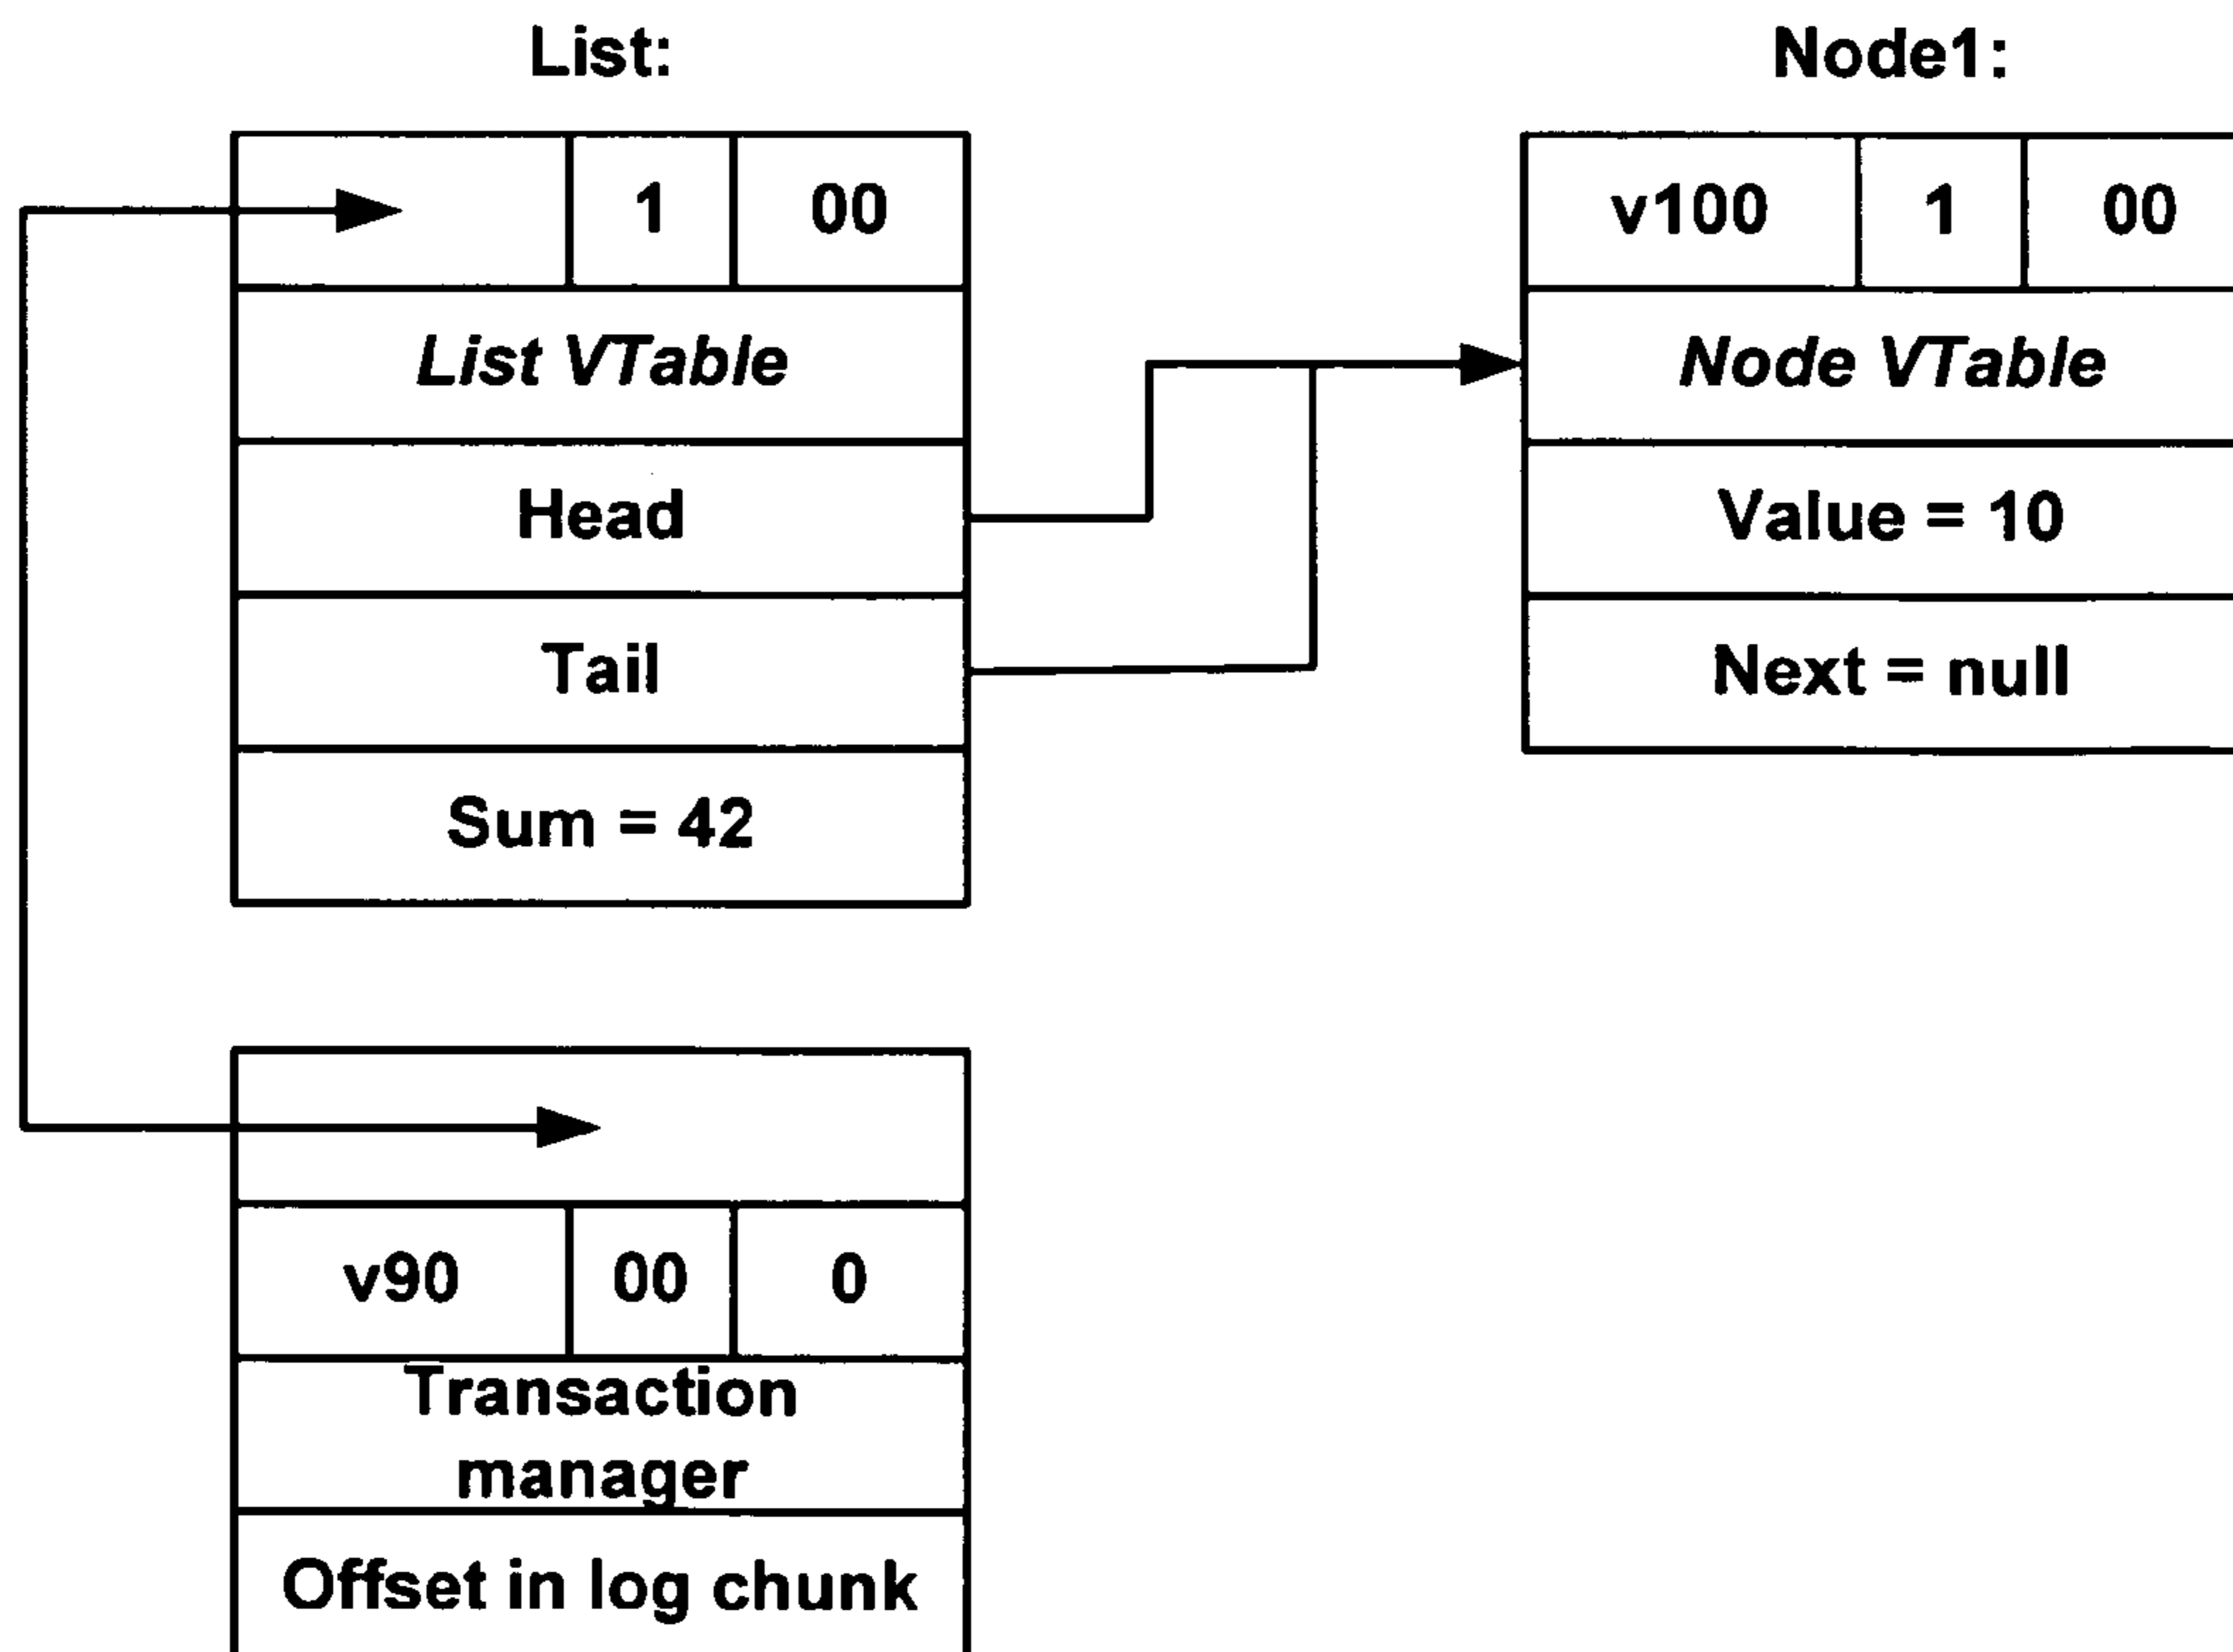 List:
1 00
List VTable
Head
Tail
Sum = 42
Node1:
v100 1 00
Node VTable
Value = 10
Next = null
v90 00 0
Transaction
manager
Offset in log chunk